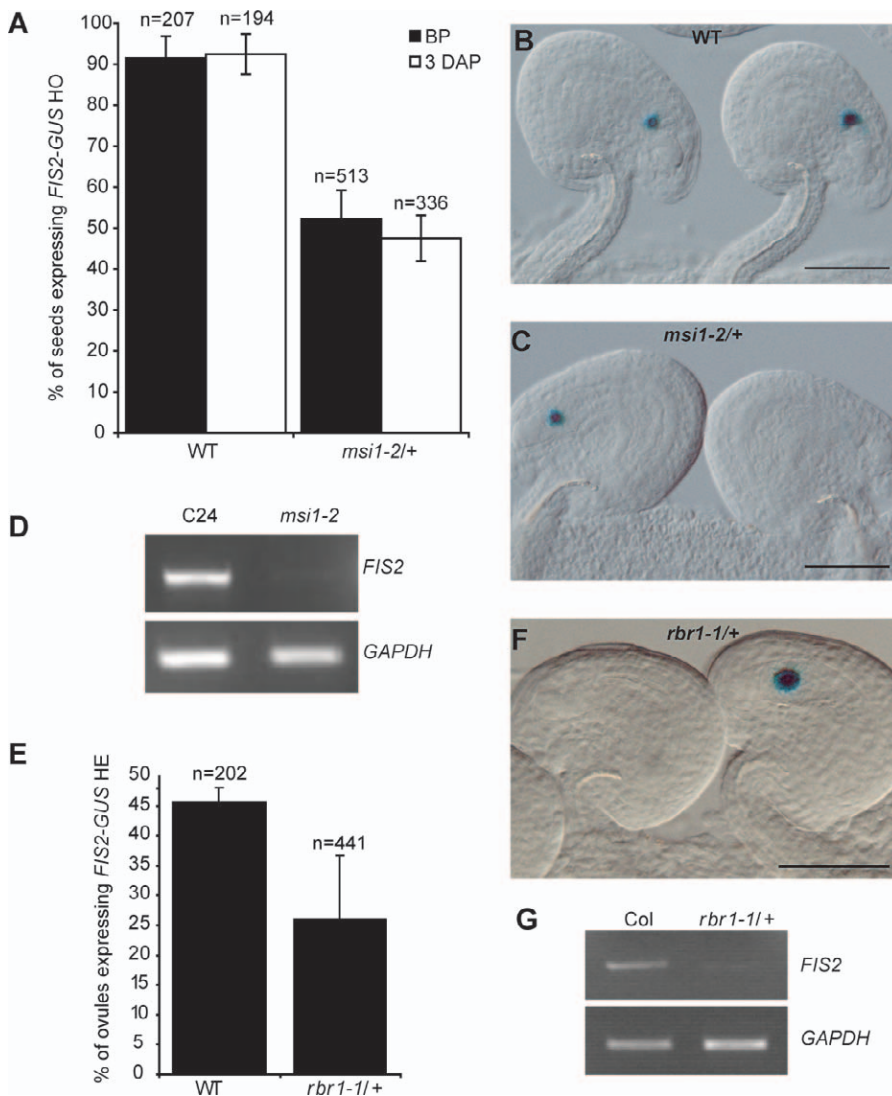 A
n=207
n=194
BP
3 DAP
100
90
80
70
60
50
40
30
20
10
0
% of seeds expressing FIS2-GUS HO
n=513
n=336
WT
msi1-2/+
B
WT
C
msi1-2/+
D
C24
msi1-2
FIS2
GAPDH
E
n=202
n=441
50
45
40
35
30
25
20
15
10
5
0
% of ovules expressing FIS2-GUS HE
WT
rbr1-1/+
F
rbr1-1/+
G
Col
rbr1-1/+
FIS2
GAPDH